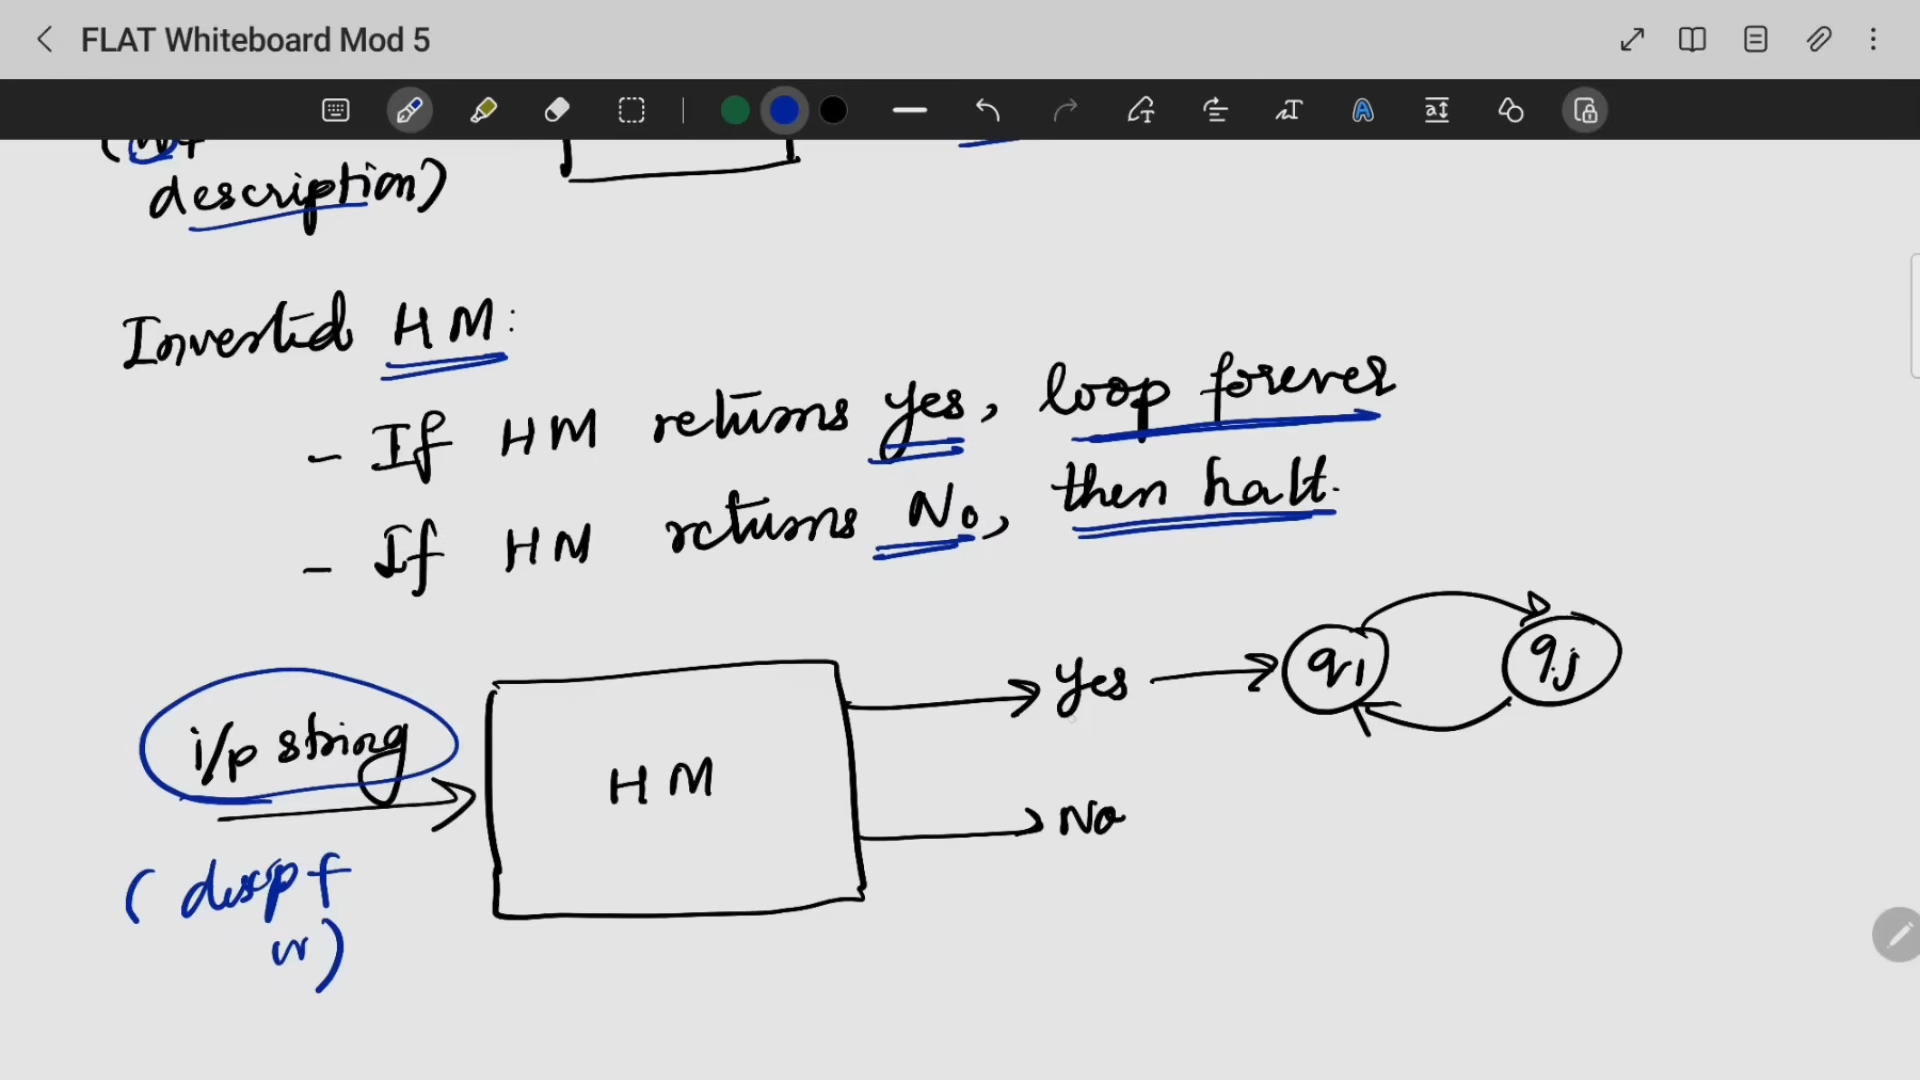 FLAT Whiteboard Mod 5
description)
Inverted HM:
- If HM returns yes, loop forever
- If HM returns No, then halt.
i/p string
HM
Yes
q1
qj
No
w)